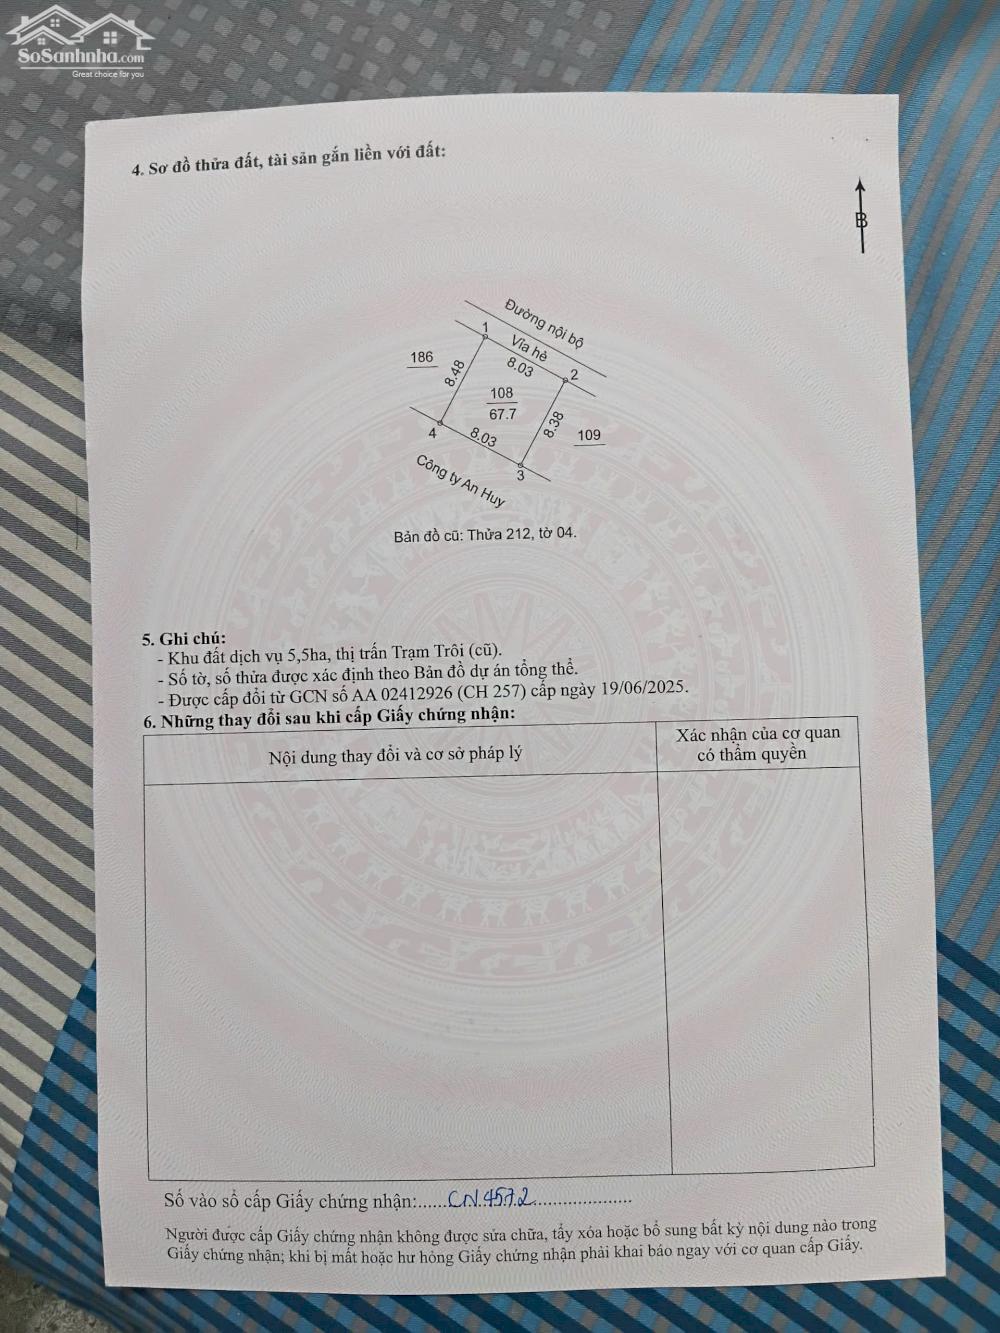 SoSanhnha.com
Great choice for you
4. Sơ đồ thửa đất, tài sản gắn liền với đất:
B
Đường nội bộ
Vỉa hè
1
2
186
8.48
8.03
108
67.7
8.38
109
4
8.03
3
Công ty An Huy
Bản đồ cũ: Thửa 212, tờ 04.
5. Ghi chú:
- Khu đất dịch vụ 5,5ha, thị trấn Trạm Trôi (cũ).
- Số tờ, số thửa được xác định theo Bản đồ dự án tổng thể.
- Được cấp đổi từ GCN số AA 02412926 (CH 257) cấp ngày 19/06/2025.
6. Những thay đổi sau khi cấp Giấy chứng nhận:
Nội dung thay đổi và cơ sở pháp lý
Xác nhận của cơ quan
có thẩm quyền
Số vào sổ cấp Giấy chứng nhận:......CN.4572....................
Người được cấp Giấy chứng nhận không được sửa chữa, tẩy xóa hoặc bổ sung bất kỳ nội dung nào trong
Giấy chứng nhận; khi bị mất hoặc hư hỏng Giấy chứng nhận phải khai báo ngay với cơ quan cấp Giấy.